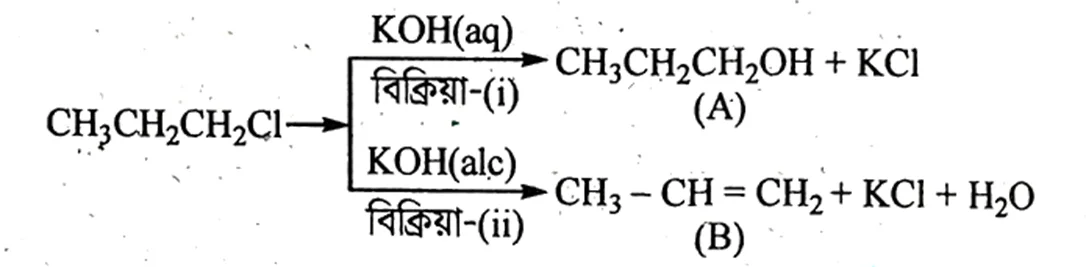 KOH(aq)
CH₃CH₂CH₂OH + KCl
বিক্রিয়া-(i)
(A)
CH₃CH₂CH₂Cl
KOH(alc)
CH₃ – CH = CH₂ + KCl + H₂O
বিক্রিয়া-(ii)
(B)